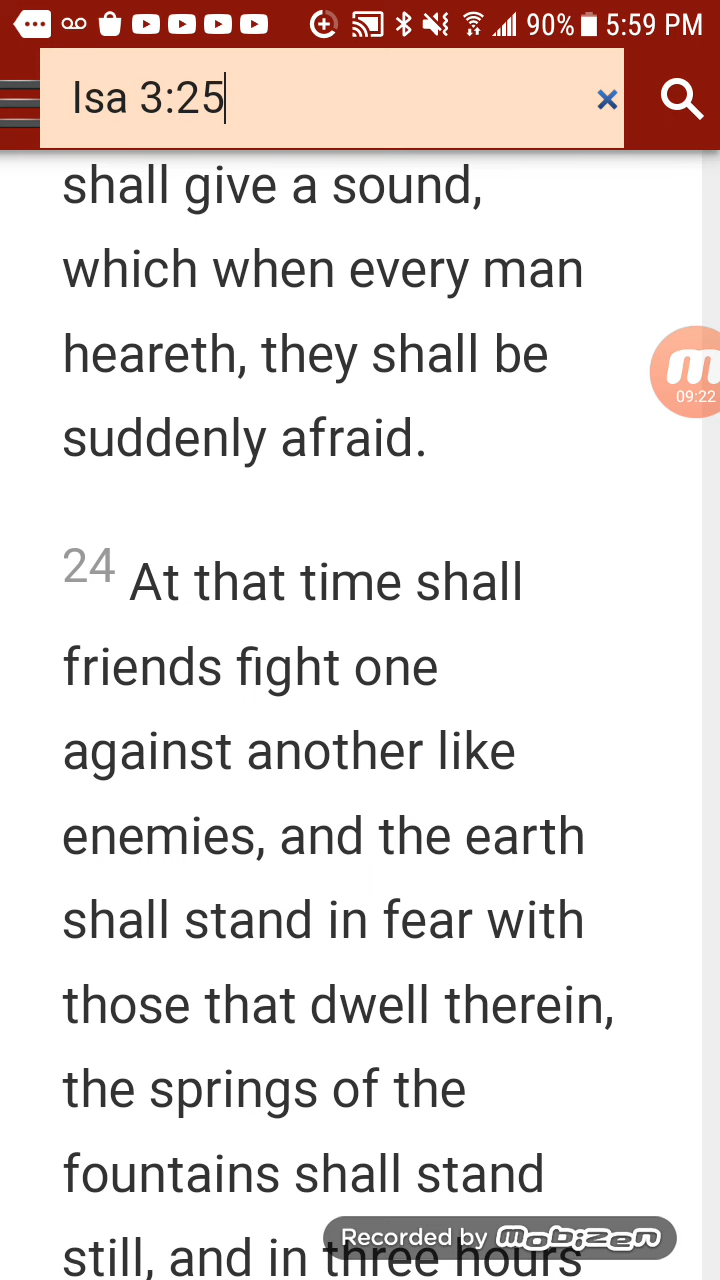 90% 5:59 PM
Isa 3:25
shall give a sound,
which when every man
heareth, they shall be
suddenly afraid.
09:22
24 At that time shall
friends fight one
against another like
enemies, and the earth
shall stand in fear with
those that dwell therein,
the springs of the
fountains shall stand
still, and in three hours
Recorded by mobizen